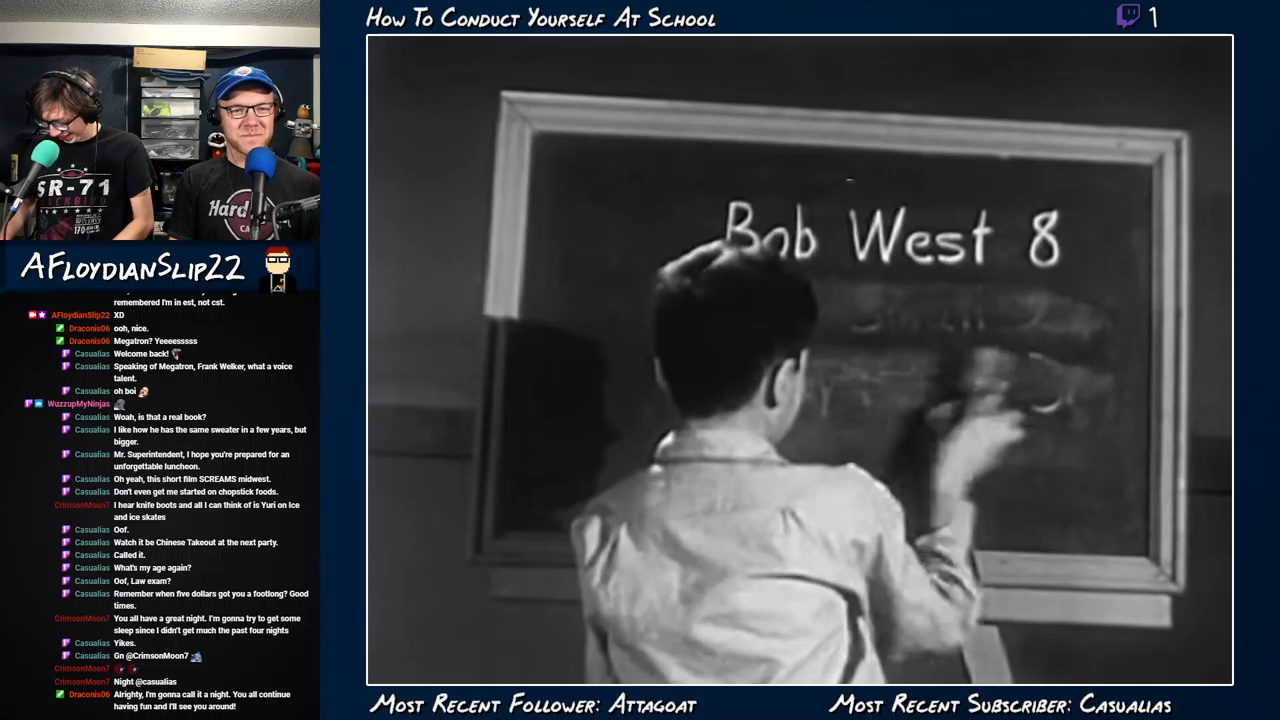 How To Conduct Yourself At School
1
SR-71
Hard
Bob West 8
AFloydianSlip22
remembered I'm in est, not cst.
AFloydianSlip22 XD
Draconis06 ooh, nice.
Draconis06 Megatron? Yeeeesssss
Casualias Welcome back!
Casualias Speaking of Megatron, Frank Welker, what a voice
talent.
Casualias oh boi
WuzzupMyNinjas
Casualias Woah, is that a real book?
Casualias I like how he has the same sweater in a few years, but
bigger.
Casualias Mr. Superintendent, I hope you're prepared for an
unforgettable luncheon.
Casualias Oh yeah, this short film SCREAMS midwest.
Casualias Don't even get me started on chopstick foods.
CrimsonMoon7 I hear knife boots and all I can think of is Yuri on Ice
and ice skates
Casualias Oof.
Casualias Watch it be Chinese Takeout at the next party.
Casualias Called it.
Casualias What's my age again?
Casualias Oof, Law exam?
Casualias Remember when five dollars got you a footlong? Good
times.
CrimsonMoon7 You all have a great night. I'm gonna try to get some
sleep since I didn't get much the past four nights
Casualias Yikes.
Casualias Gn @CrimsonMoon7
CrimsonMoon7
CrimsonMoon7 Night @casualias
Draconis06 Alrighty, I'm gonna call it a night. You all continue
having fun and I'll see you around!
Most Recent Follower: Attagoat
Most Recent Subscriber: Casualias